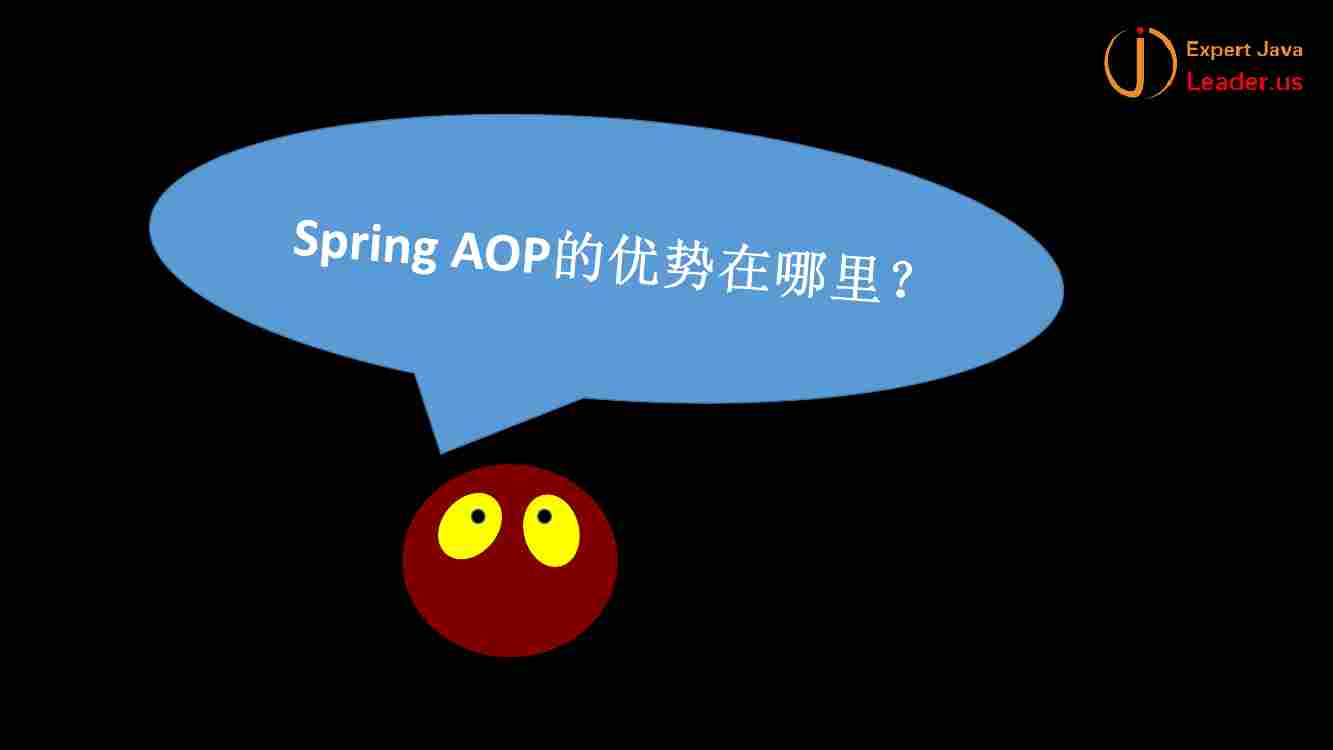 Expert Java
Leader.us
Spring AOP的优势在哪里？